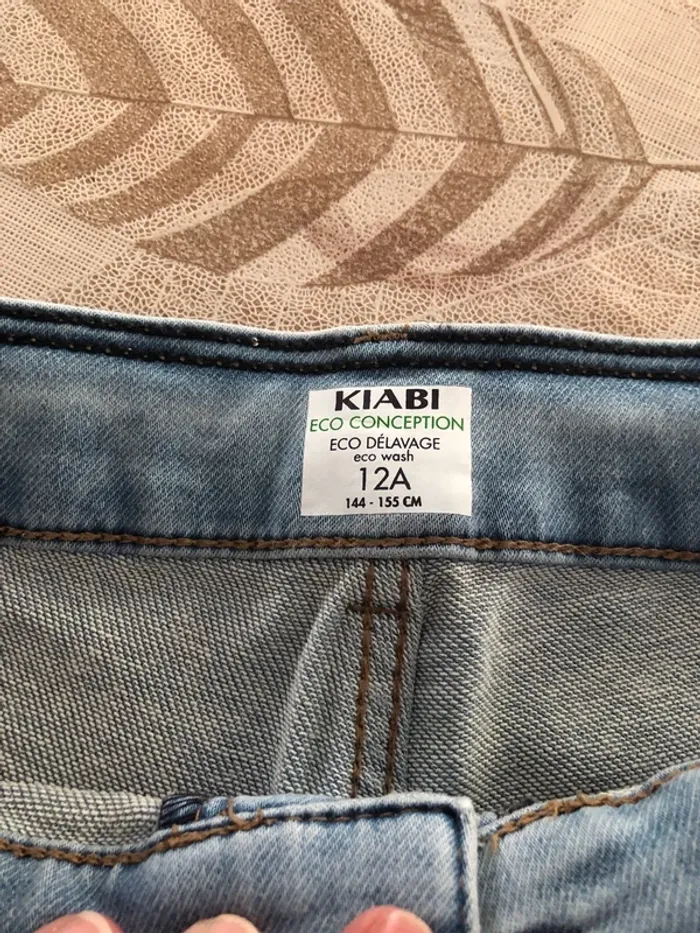 KIABI
ECO CONCEPTION
ECO DÉLAVAGE
eco wash
12A
144 - 155 CM